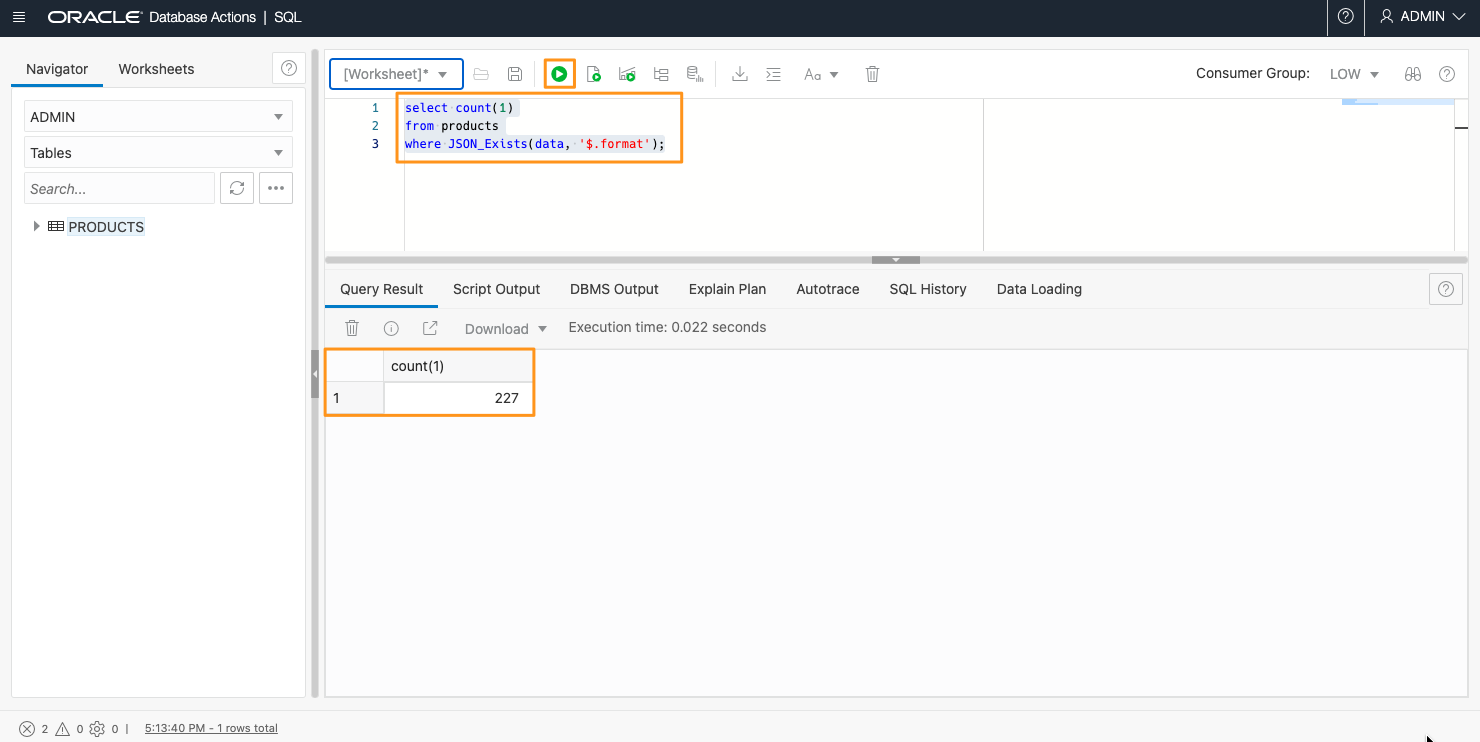 ORACLE Database Actions | SQL
ADMIN
Navigator Worksheets
ADMIN
Tables
Search...
PRODUCTS
[Worksheet]*
Aa
Consumer Group: LOW
1 select count(1)
2 from products
3 where JSON_Exists(data, '$.format');
Query Result Script Output DBMS Output Explain Plan Autotrace SQL History Data Loading
Download Execution time: 0.022 seconds
count(1)
1 227
2 0 0 | 5:13:40 PM - 1 rows total